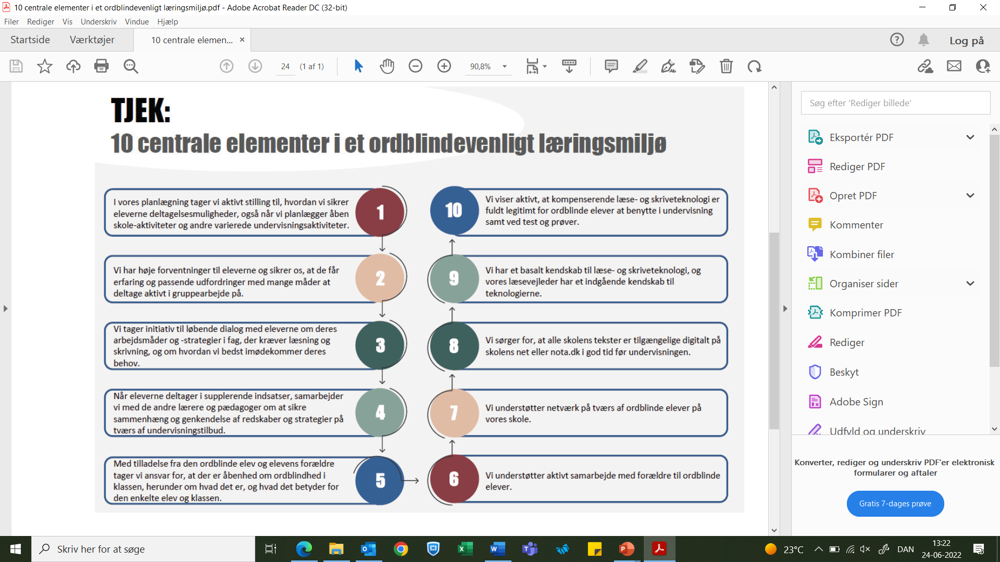 10 centrale elementer i et ordblindevenligt læringsmiljø.pdf - Adobe Acrobat Reader DC (32-bit)
Filer Rediger Vis Underskriv Vindue Hjælp
Startside Værktøjer 10 centrale elemen... ×
Log på
24 (1 af 1) 90,8%
TJEK:
10 centrale elementer i et ordblindevenligt læringsmiljø
I vores planlægning tager vi aktivt stilling til, hvordan vi sikrer
eleverne deltagelsesmuligheder, også når vi planlægger åben
skole-aktiviteter og andre varierede undervisningsaktiviteter.
1
Vi har høje forventninger til eleverne og sikrer os, at de får
erfaring og passende udfordringer med mange måder at
deltage aktivt i gruppearbejde på.
2
Vi tager initiativ til løbende dialog med eleverne om deres
arbejdsmåder og -strategier i fag, der kræver læsning og
skrivning, og om hvordan vi bedst imødekommer deres
behov.
3
Når eleverne deltager i supplerende indsatser, samarbejder
vi med de andre lærere og pædagoger om at sikre
sammenhæng og genkendelse af redskaber og strategier på
tværs af undervisningstilbud.
4
Med tilladelse fra den ordblinde elev og elevens forældre
tager vi ansvar for, at der er åbenhed om ordblindhed i
klassen, herunder om hvad det er, og hvad det betyder for
den enkelte elev og klassen.
5
6
Vi understøtter aktivt samarbejde med forældre til ordblinde
elever.
7
Vi understøtter netværk på tværs af ordblinde elever på
vores skole.
8
Vi sørger for, at alle skolens tekster er tilgængelige digitalt på
skolens net eller nota.dk i god tid før undervisningen.
9
Vi har et basalt kendskab til læse- og skriveteknologi, og
vores læsevejleder har et indgående kendskab til
teknologierne.
10
Vi viser aktivt, at kompenserende læse- og skriveteknologi er
fuldt legitimt for ordblinde elever at benytte i undervisning
samt ved test og prøver.
Søg efter 'Rediger billede'
Eksportér PDF
Rediger PDF
Opret PDF
Kommenter
Kombiner filer
Organiser sider
Komprimer PDF
Rediger
Beskyt
Adobe Sign
Udfyld og underskriv
Konverter, rediger og underskriv PDF'er elektronisk
formularer og aftaler
Gratis 7-dages prøve
Skriv her for at søge
23°C
DAN
13:22
24-06-2022